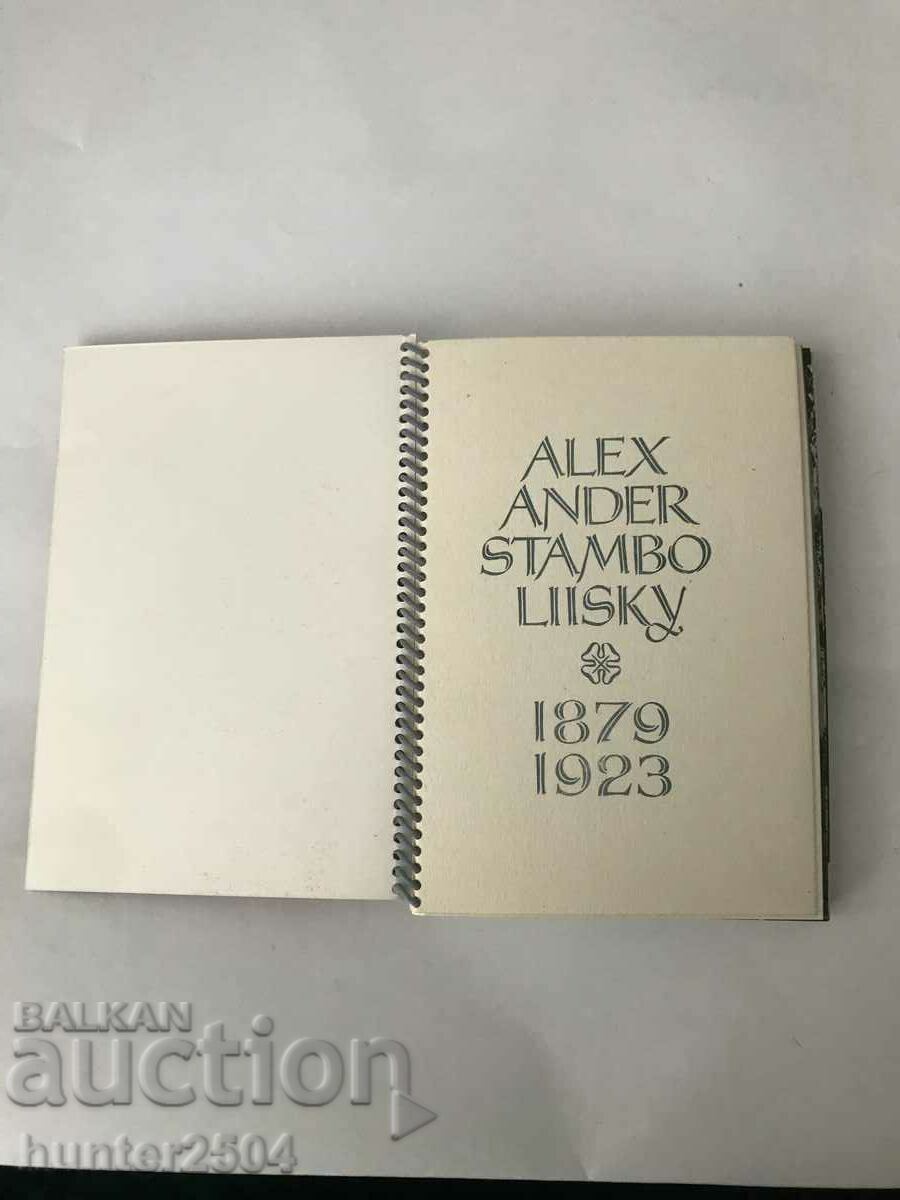 ALEX
ANDER
STAMBO
LIISKY
1879
1923
BALKAN
auction
hunter2504